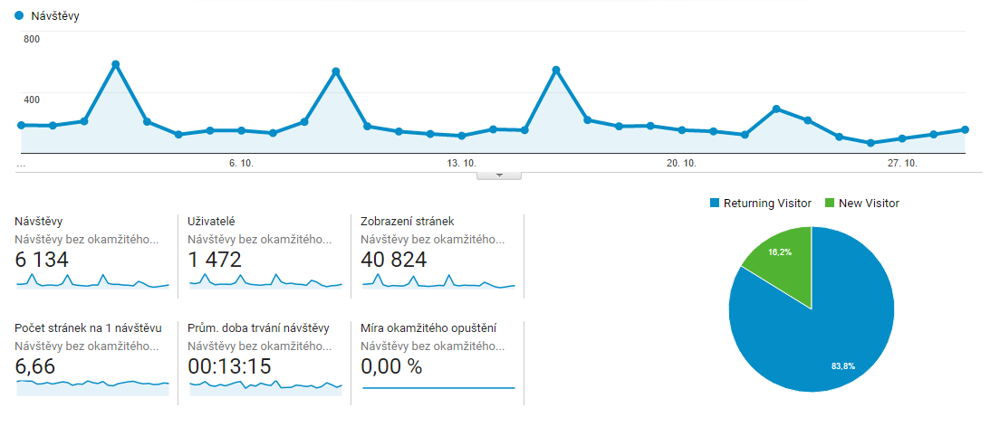 Návštěvy
800
400
...
6. 10.
13. 10.
20. 10.
27. 10.
Returning Visitor
New Visitor
16,2%
83,8%
Návštěvy
Návštěvy bez okamžitého...
6 134
Uživatelé
Návštěvy bez okamžitého...
1 472
Zobrazení stránek
Návštěvy bez okamžitého...
40 824
Počet stránek na 1 návštěvu
Návštěvy bez okamžitého...
6,66
Prům. doba trvání návštěvy
Návštěvy bez okamžitého...
00:13:15
Míra okamžitého opuštění
Návštěvy bez okamžitého...
0,00 %